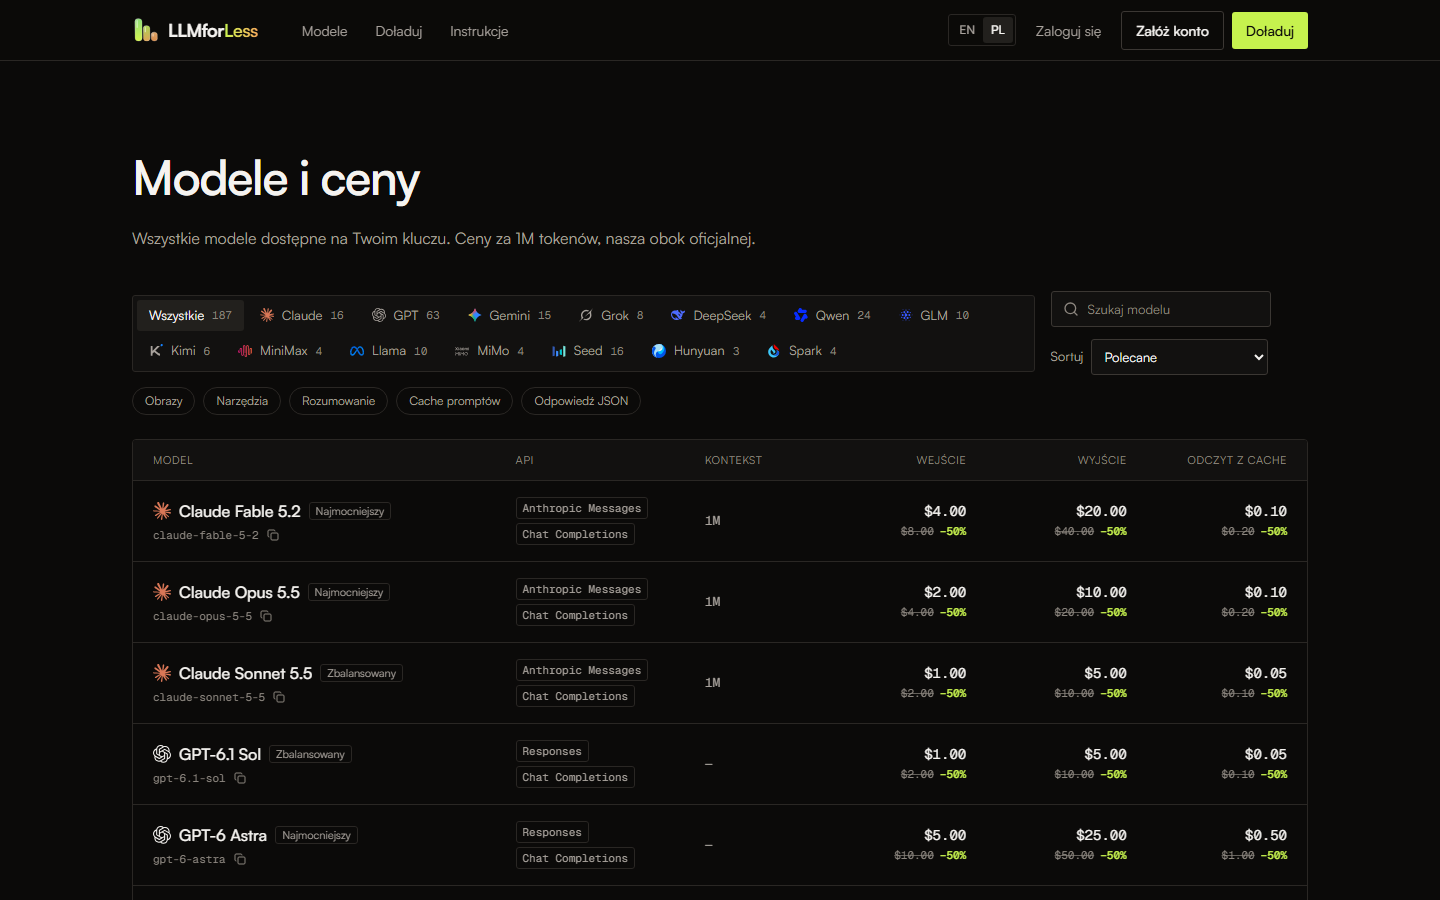 LLMforLess Modele Doładuj Instrukcje EN PL Zaloguj się Załóż konto Doładuj
Modele i ceny
Wszystkie modele dostępne na Twoim kluczu. Ceny za 1M tokenów, nasza obok oficjalnej.
Wszystkie 187 Claude 16 GPT 63 Gemini 15 Grok 8 DeepSeek 4 Qwen 24 GLM 10
Kimi 6 MiniMax 4 Llama 10 MiMo 4 Seed 16 Hunyuan 3 Spark 4
Szukaj modelu
Sortuj Polecane
Obrazy Narzędzia Rozumowanie Cache promptów Odpowiedź JSON
MODEL API KONTEKST WEJŚCIE WYJŚCIE ODCZYT Z CACHE
Claude Fable 5.2 Najmocniejszy Anthropic Messages 1M $4.00 $20.00 $0.10
claude-fable-5-2 Chat Completions $8.00 -50% $40.00 -50% $0.20 -50%
Claude Opus 5.5 Najmocniejszy Anthropic Messages 1M $2.00 $10.00 $0.10
claude-opus-5-5 Chat Completions $4.00 -50% $20.00 -50% $0.20 -50%
Claude Sonnet 5.5 Zbalansowany Anthropic Messages 1M $1.00 $5.00 $0.05
claude-sonnet-5-5 Chat Completions $2.00 -50% $10.00 -50% $0.10 -50%
GPT-6.1 Sol Zbalansowany Responses – $1.00 $5.00 $0.05
gpt-6.1-sol Chat Completions $2.00 -50% $10.00 -50% $0.10 -50%
GPT-6 Astra Najmocniejszy Responses – $5.00 $25.00 $0.50
gpt-6-astra Chat Completions $10.00 -50% $50.00 -50% $1.00 -50%